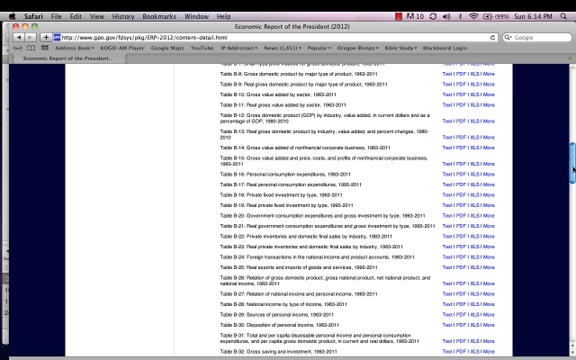 Safari File Edit View History Bookmarks Window Help
10 (99%) Sun 6:14 PM
Economic Report of the President (2012)
http://www.gpo.gov/fdsys/pkg/ERP-2012/content-detail.html
Google
Address Book KOGO-AM Player Google Maps YouTube IP Addresses News (1,451) Popular Oregon Blimps Bible Study Blackboard Login
Economic Report of the President...
Table B-8: Gross domestic product by major type of product, 1963-2011 Text | PDF | XLS | More
Table B-9: Real gross domestic product by major type of product, 1963-2011 Text | PDF | XLS | More
Table B-10: Gross value added by sector, 1963-2011 Text | PDF | XLS | More
Table B-11: Real gross value added by sector, 1963-2011 Text | PDF | XLS | More
Table B-12: Gross domestic product (GDP) by industry, value added, in current dollars and as a
percentage of GDP, 1980-2010 Text | PDF | XLS | More
Table B-13: Real gross domestic product by industry, value added, and percent changes, 1980-
2010 Text | PDF | XLS | More
Table B-14: Gross value added of nonfinancial corporate business, 1963-2011 Text | PDF | XLS | More
Table B-15: Gross value added and price, costs, and profits of nonfinancial corporate business,
1963-2011 Text | PDF | XLS | More
Table B-16: Personal consumption expenditures, 1963-2011 Text | PDF | XLS | More
Table B-17: Real personal consumption expenditures, 1995-2011 Text | PDF | XLS | More
Table B-18: Private fixed investment by type, 1963-2011 Text | PDF | XLS | More
Table B-19: Real private fixed investment by type, 1995-2011 Text | PDF | XLS | More
Table B-20: Government consumption expenditures and gross investment by type, 1963-2011 Text | PDF | XLS | More
Table B-21: Real government consumption expenditures and gross investment by type, 1995-2011 Text | PDF | XLS | More
Table B-22: Private inventories and domestic final sales by industry, 1963-2011 Text | PDF | XLS | More
Table B-23: Real private inventories and domestic final sales by industry, 1963-2011 Text | PDF | XLS | More
Table B-24: Foreign transactions in the national income and product accounts, 1963-2011 Text | PDF | XLS | More
Table B-25: Real exports and imports of goods and services, 1995-2011 Text | PDF | XLS | More
Table B-26: Relation of gross domestic product, gross national product, net national product, and
national income, 1963-2011 Text | PDF | XLS | More
Table B-27: Relation of national income and personal income, 1963-2011 Text | PDF | XLS | More
Table B-28: National income by type of income, 1963-2011 Text | PDF | XLS | More
Table B-29: Sources of personal income, 1963-2011 Text | PDF | XLS | More
Table B-30: Disposition of personal income, 1963-2011 Text | PDF | XLS | More
Table B-31: Total and per capita disposable personal income and personal consumption
expenditures, and per capita gross domestic product, in current and real dollars, 1963-2011 Text | PDF | XLS | More
Table B-32: Gross saving and investment, 1963-2011 Text | PDF | XLS | More